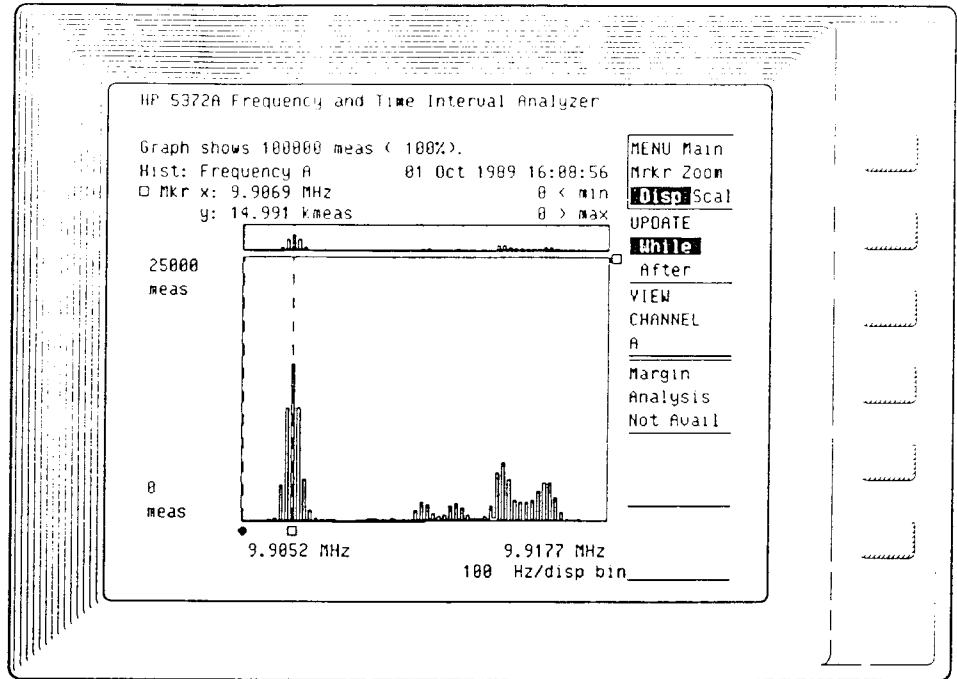 HP 5372A Frequency and Time Interval Analyzer
Graph shows 100000 meas ( 100%).
Hist: Frequency A 01 Oct 1989 16:08:56
Mkr x: 9.9069 MHz 0 < min
y: 14.991 kmeas 0 > max
25000
meas
0
meas
9.9052 MHz 9.9177 MHz
100 Hz/disp bin
MENU Main
Mrkr Zoom
Disp Scal
UPDATE
While
After
VIEW
CHANNEL
A
Margin
Analysis
Not Avail